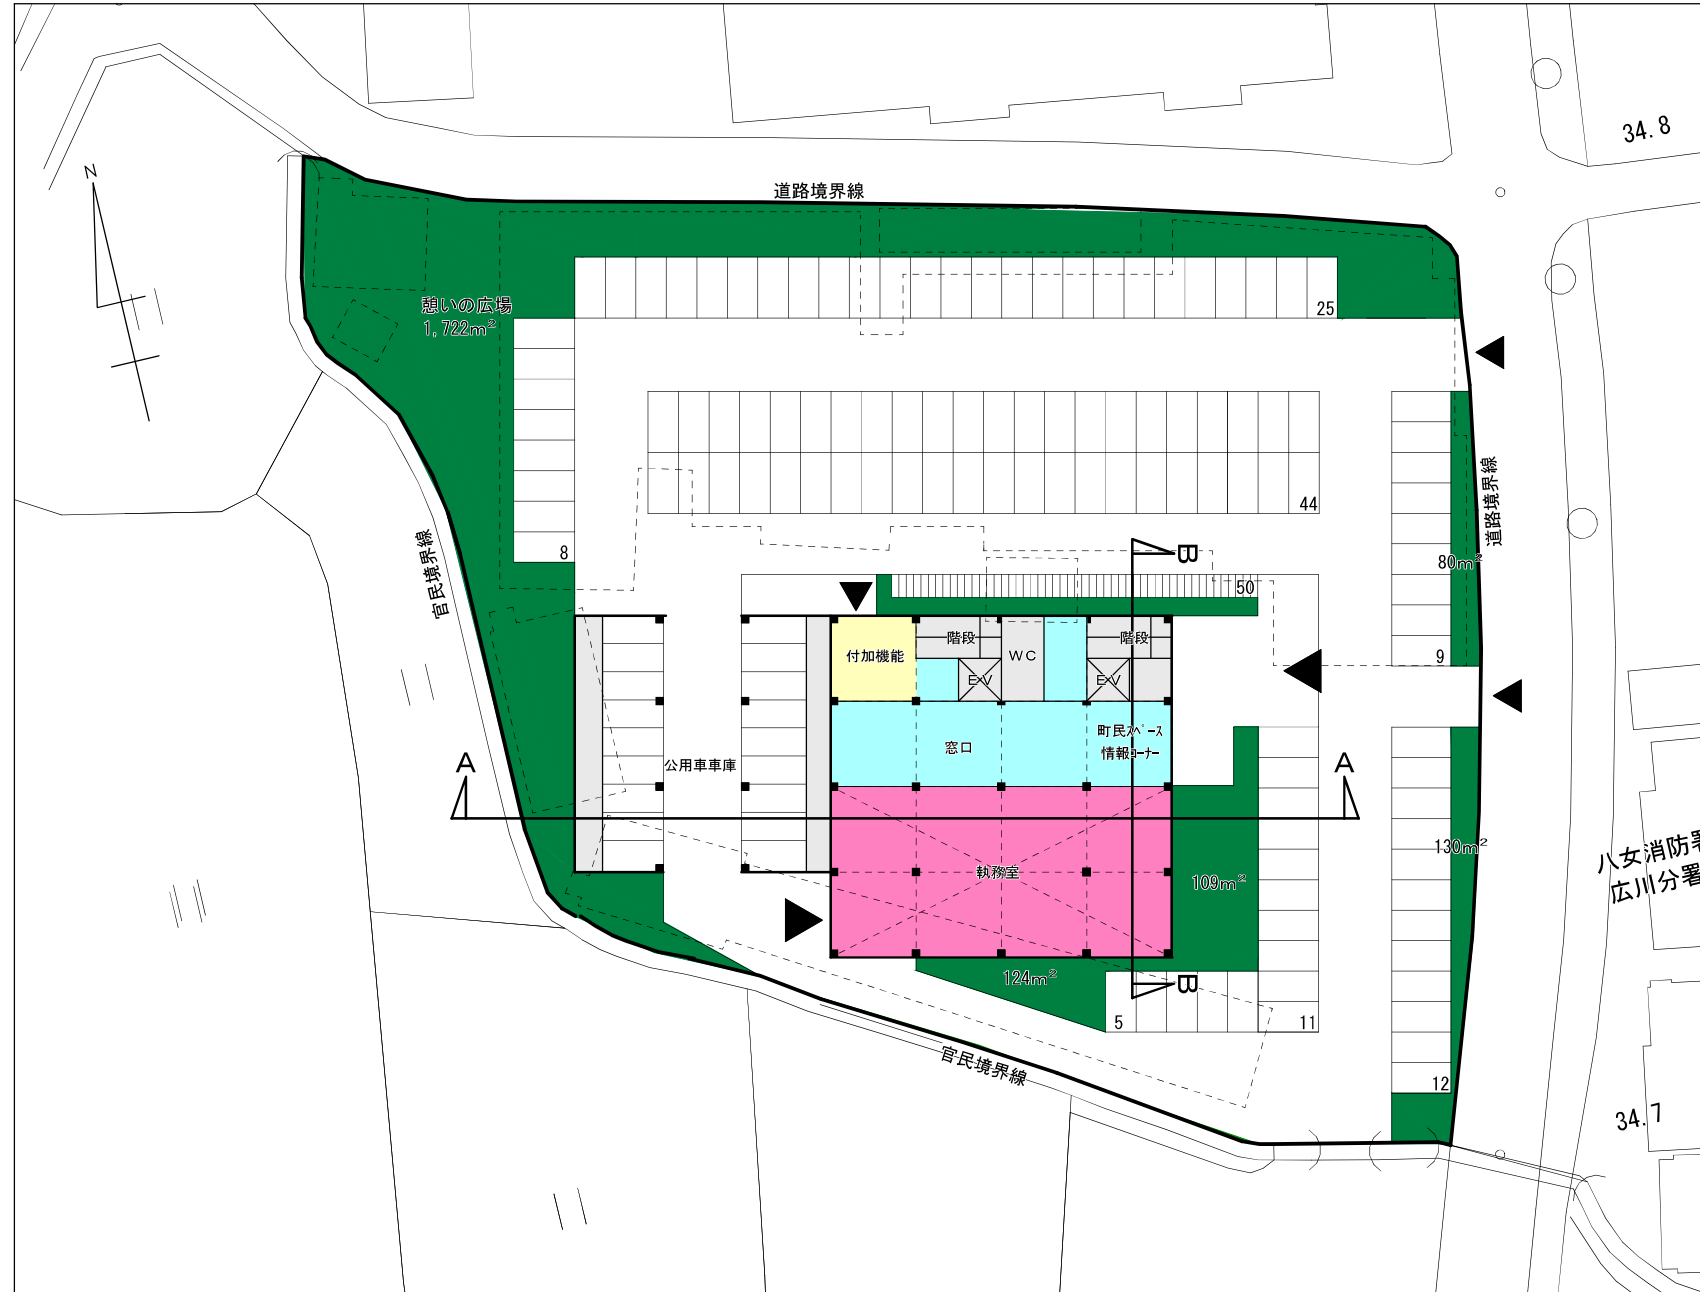 34.8
N
道路境界線
憩いの広場
1,722m²
25
44
道路境界線
官民境界線
8
B
80m²
50
階段
階段
付加機能
WC
EV
EV
9
窓口
町民スペース
情報コーナー
公用車車庫
A
A
130m²
八女消防署
広川分署
執務室
109m²
124m²
B
5
11
官民境界線
12
34.7